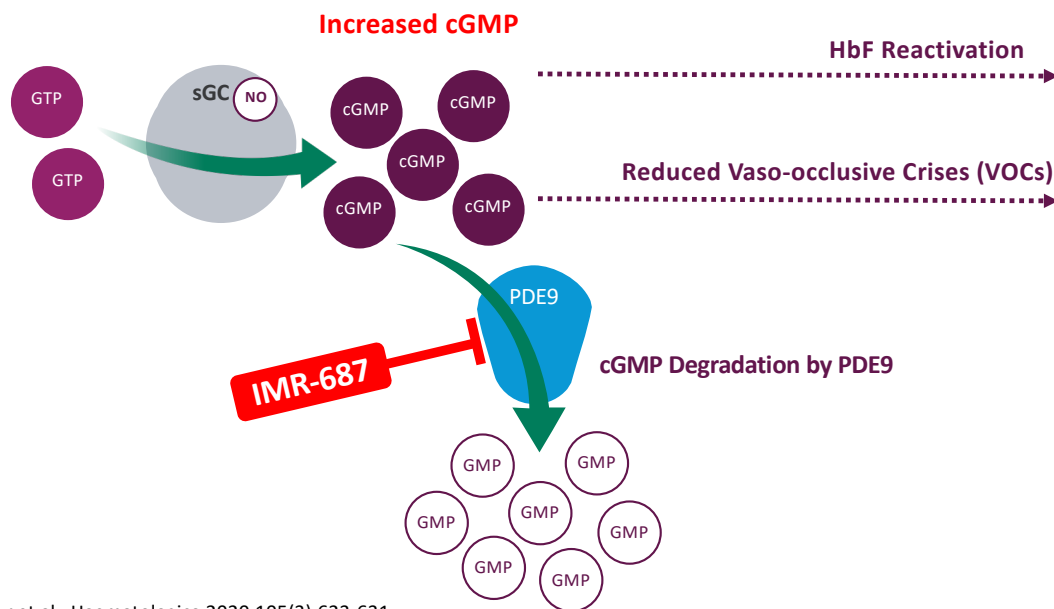 Increased cGMP
HbF Reactivation
GTP
sGC
NO
cGMP
cGMP
cGMP
GTP
Reduced Vaso-occlusive Crises (VOCs)
cGMP
cGMP
PDE9
IMR-687
cGMP Degradation by PDE9
GMP
GMP
GMP
GMP
GMP
GMP
GMP